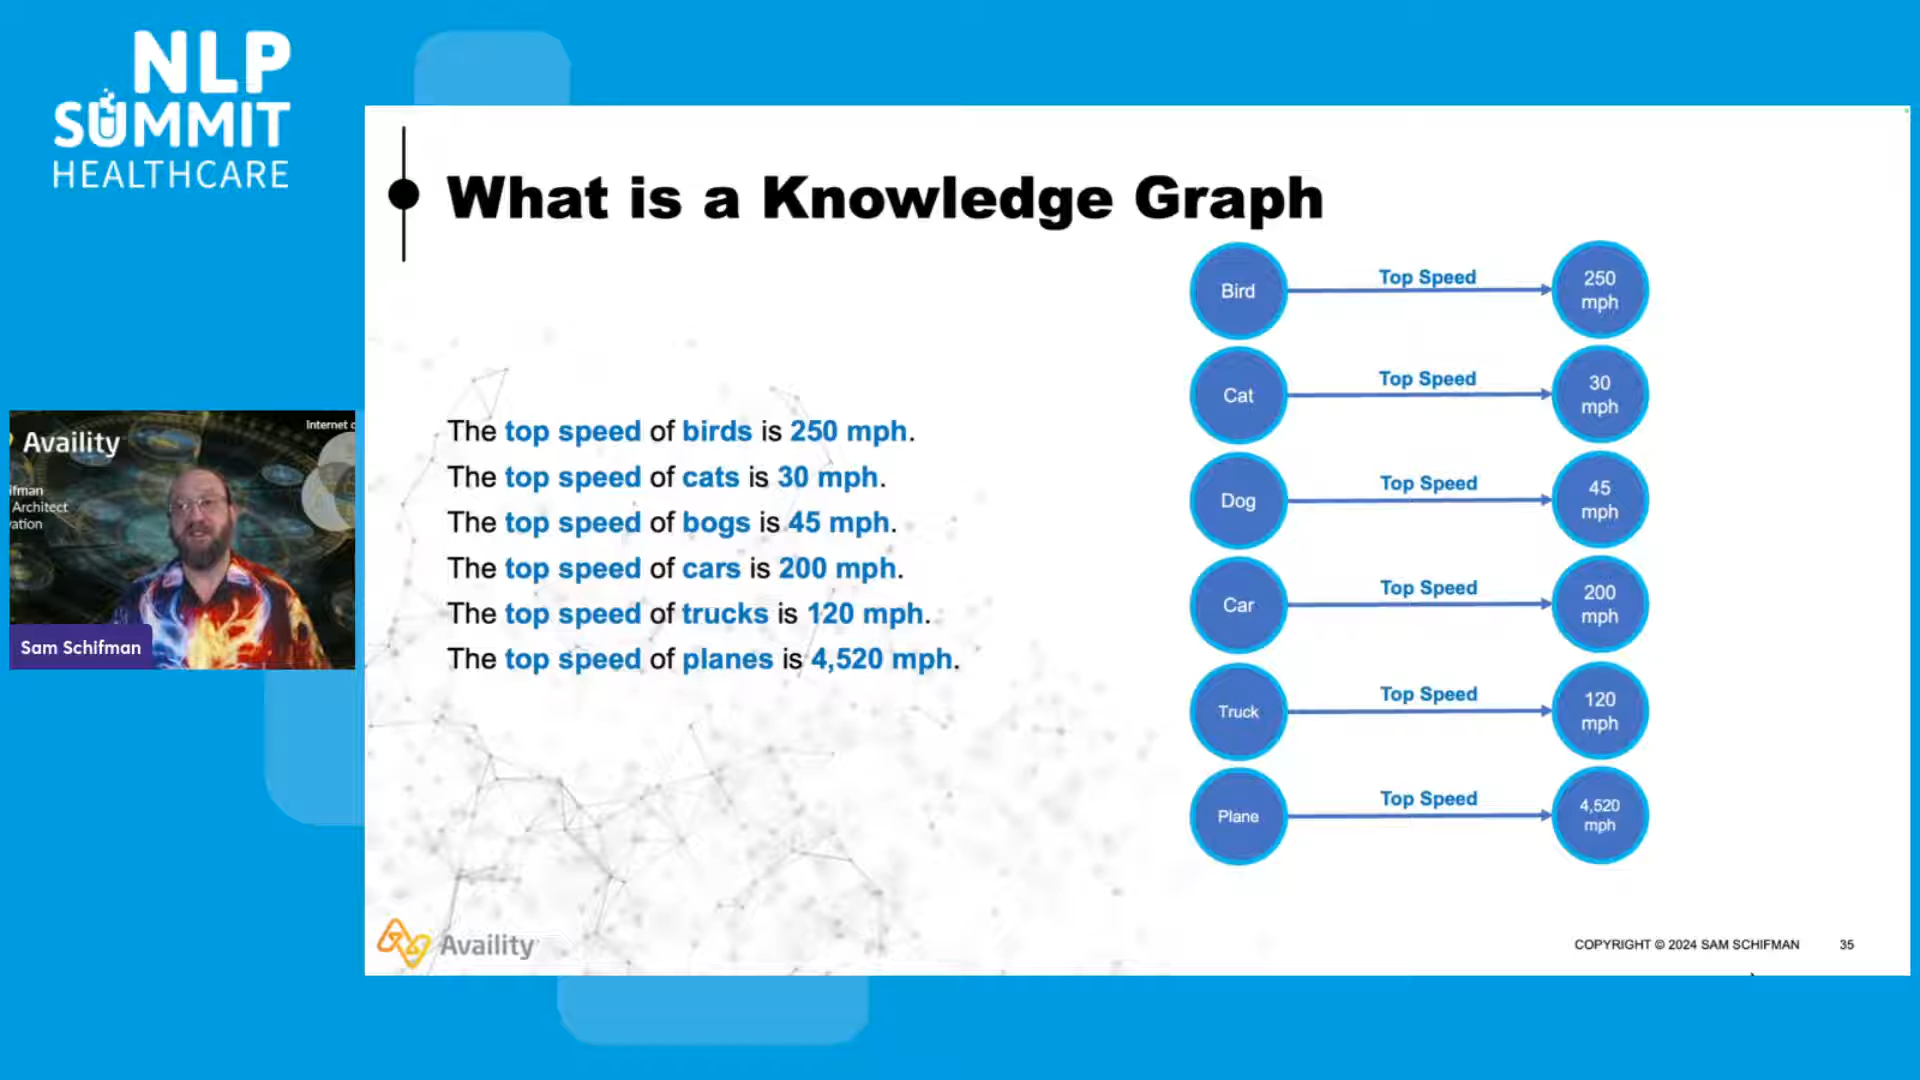 NLP
SUMMIT
HEALTHCARE
What is a Knowledge Graph
The top speed of birds is 250 mph.
The top speed of cats is 30 mph.
The top speed of bogs is 45 mph.
The top speed of cars is 200 mph.
The top speed of trucks is 120 mph.
The top speed of planes is 4,520 mph.
Bird
Top Speed
250
mph
Cat
Top Speed
30
mph
Dog
Top Speed
45
mph
Car
Top Speed
200
mph
Truck
Top Speed
120
mph
Plane
Top Speed
4,520
mph
Availity
Internet
ifman
Architect
ation
Sam Schifman
Availity
COPYRIGHT © 2024 SAM SCHIFMAN
35